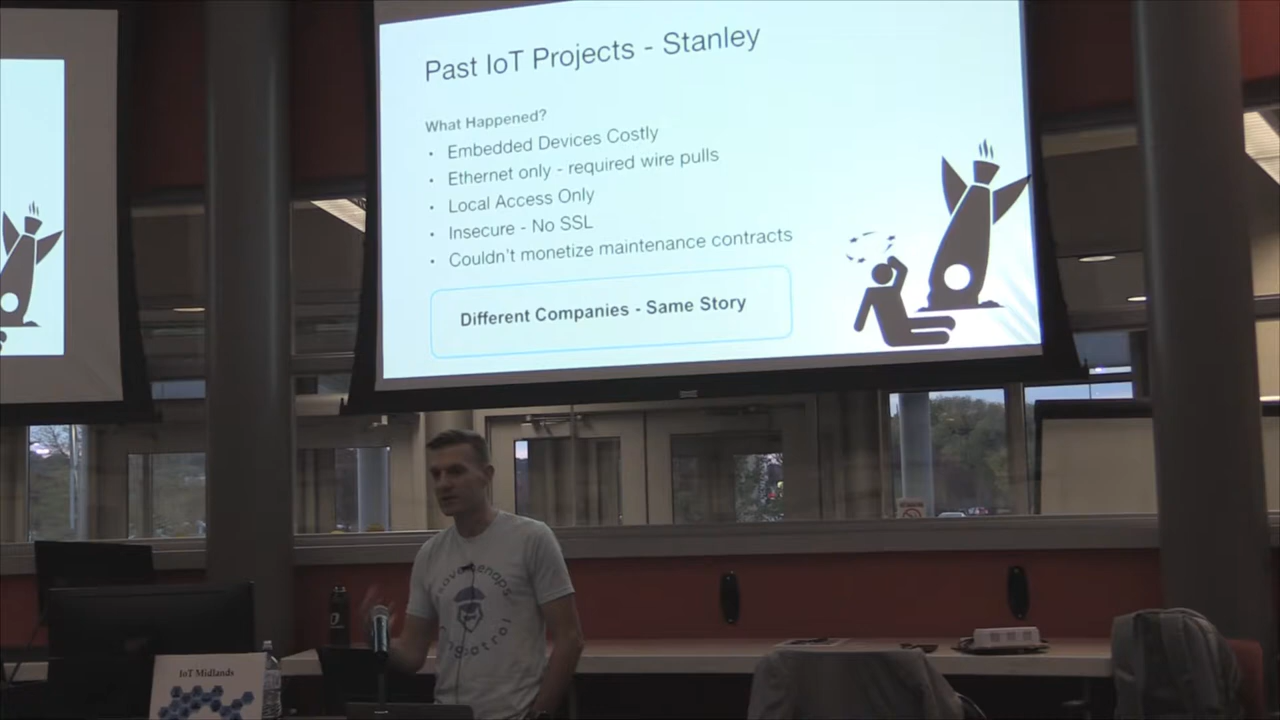 Past IoT Projects - Stanley
What Happened?
• Embedded Devices Costly
• Ethernet only - required wire pulls
• Local Access Only
• Insecure - No SSL
• Couldn't monetize maintenance contracts
Different Companies - Same Story
IoT Midlands